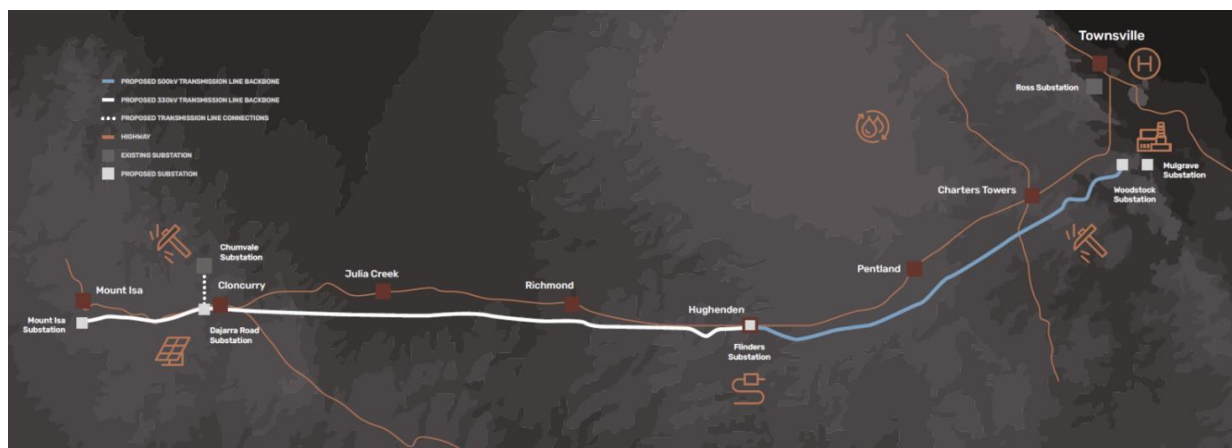 PROPOSED 500kV TRANSMISSION LINE BACKBONE
PROPOSED 330kV TRANSMISSION LINE BACKBONE
PROPOSED TRANSMISSION LINE CONNECTIONS
HIGHWAY
EXISTING SUBSTATION
PROPOSED SUBSTATION
Townsville
H
Ross Substation
Mulgrave
Substation
Woodstock
Substation
Charters Towers
Pentland
Hughenden
Flinders
Substation
Richmond
Julia Creek
Chumvale
Substation
Cloncurry
Dajarra Road
Substation
Mount Isa
Mount Isa
Substation